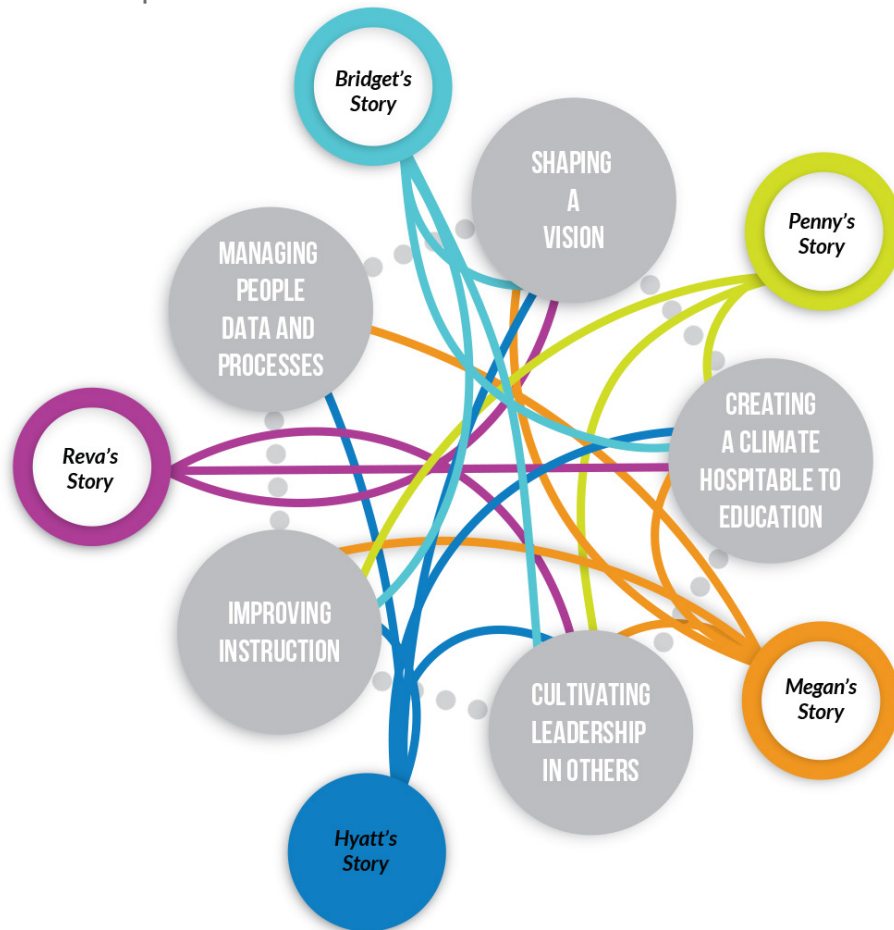 Bridget's
Story
SHAPING
A
VISION
Penny's
Story
MANAGING
PEOPLE
DATA AND
PROCESSES
CREATING
A CLIMATE
HOSPITABLE TO
EDUCATION
Reva's
Story
IMPROVING
INSTRUCTION
CULTIVATING
LEADERSHIP
IN OTHERS
Megan's
Story
Hyatt's
Story